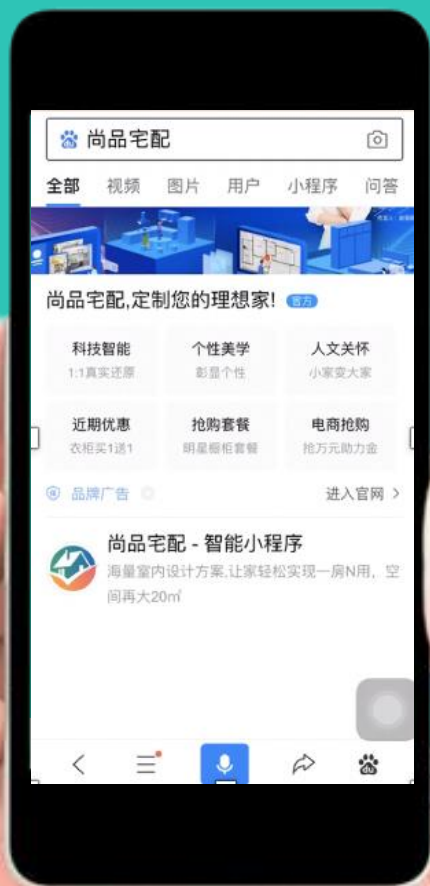 尚品宅配
全部 视频 图片 用户 小程序 问答
尚品宅配,定制您的理想家! 官方
科技智能 个性美学 人文关怀
1:1真实还原 彰显个性 小家变大家
近期优惠 抢购套餐 电商抢购
衣柜买1送1 明星橱柜套餐 抢万元助力金
品牌广告 进入官网 >
尚品宅配 - 智能小程序
海量室内设计方案,让家轻松实现一房N用，空
间再大20㎡
du